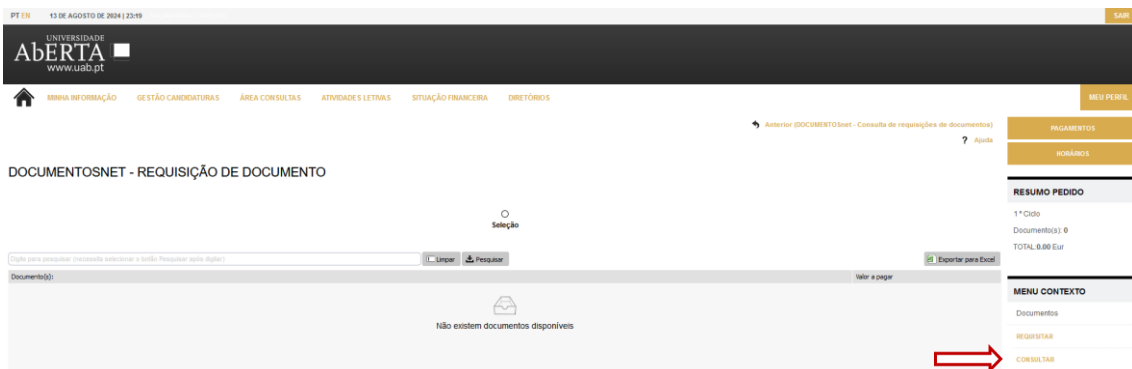 PT EN 13 DE AGOSTO DE 2024 | 23:19
SAIR
UNIVERSIDADE
AbERTA
www.uab.pt
MINHA INFORMAÇÃO GESTÃO CANDIDATURAS ÁREA CONSULTAS ATIVIDADES LETIVAS SITUAÇÃO FINANCEIRA DIRETÓRIOS
MEU PERFIL
Anterior (DOCUMENTOSnet - Consulta de requisições de documentos)
? Ajuda
PAGAMENTOS
HORÁRIOS
DOCUMENTOSNET - REQUISIÇÃO DE DOCUMENTO
Seleção
Digite para pesquisar (necessita selecionar o botão Pesquisar após digitar)
Limpar Pesquisar
Exportar para Excel
Documento(s): Valor a pagar
Não existem documentos disponíveis
RESUMO PEDIDO
1º Ciclo
Documento(s): 0
TOTAL:0.00 Eur
MENU CONTEXTO
Documentos
REQUISITAR
CONSULTAR